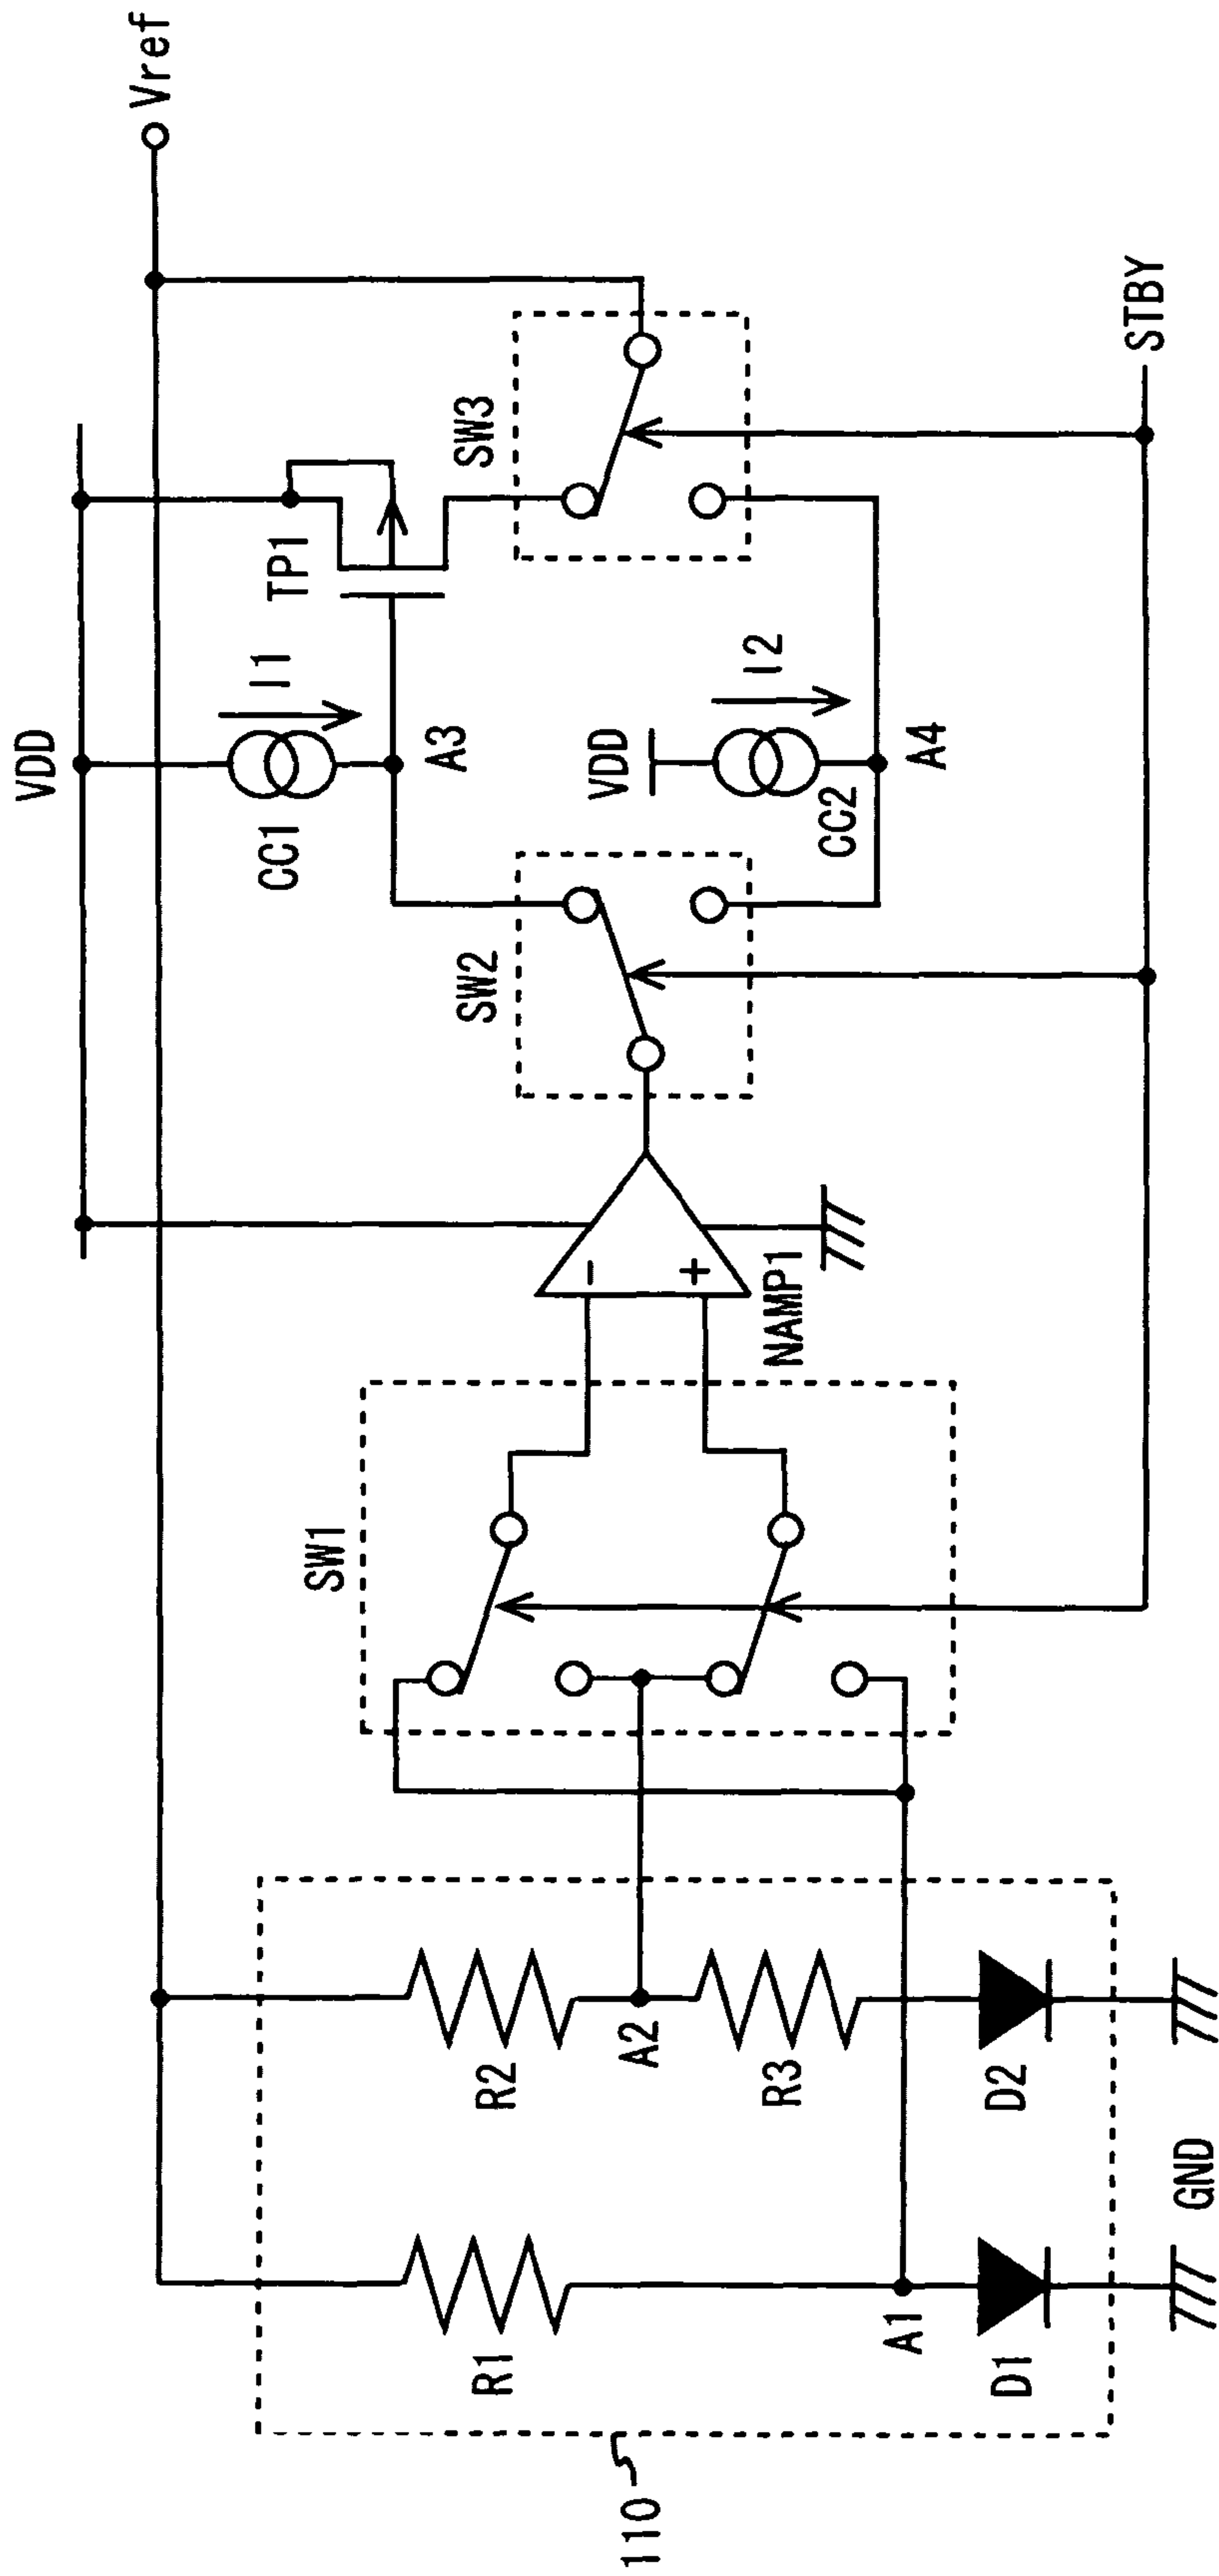 VDD
Vref
I1
TP1
CC1
A3
SW3
VDD
I2
CC2
A4
SW2
STBY
SW1
-
+
NAMP1
R2
A2
R3
D2
R1
A1
D1
GND
110